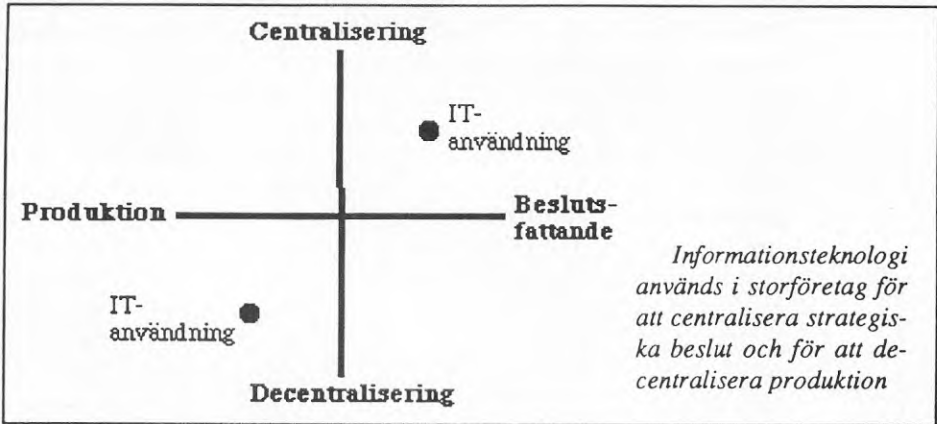 Centralisering
IT-
användning
Produktion
Besluts-
fattande
Informationsteknologi
används i storföretag för
att centralisera strategis-
ka beslut och för att de-
centralisera produktion
IT-
användning
Decentralisering